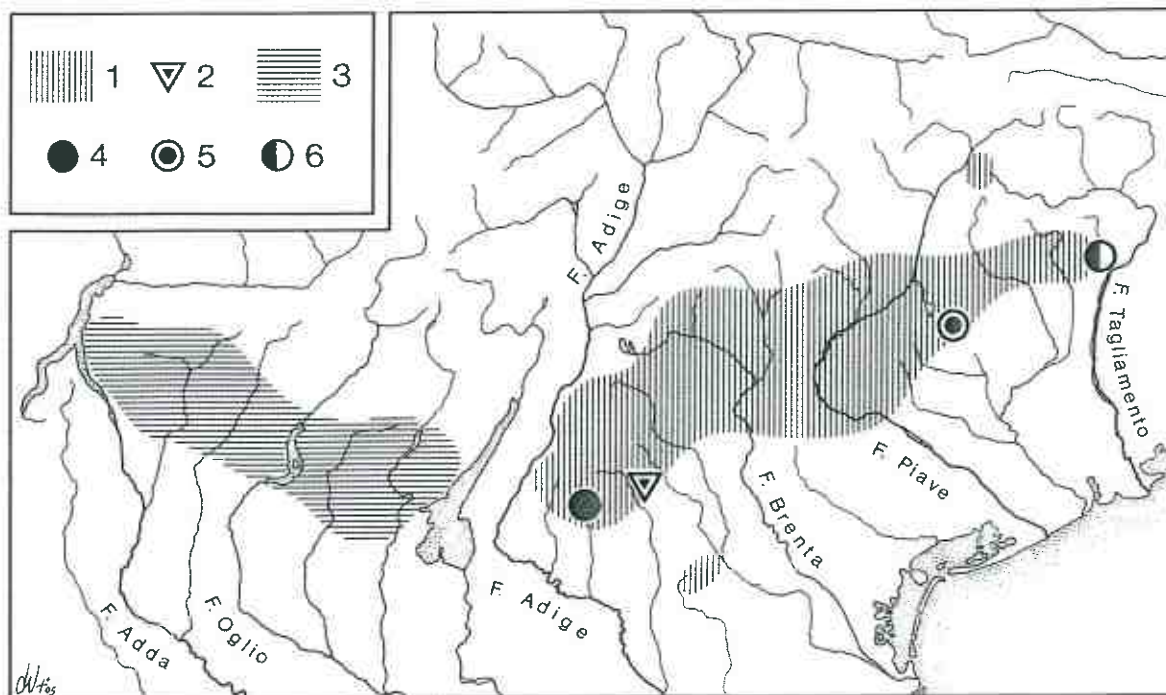 1 2 3
4 5 6
F. Adige
F. Tagliamento
F. Piave
F. Brenta
F. Adige
F. Oglio
F. Adda